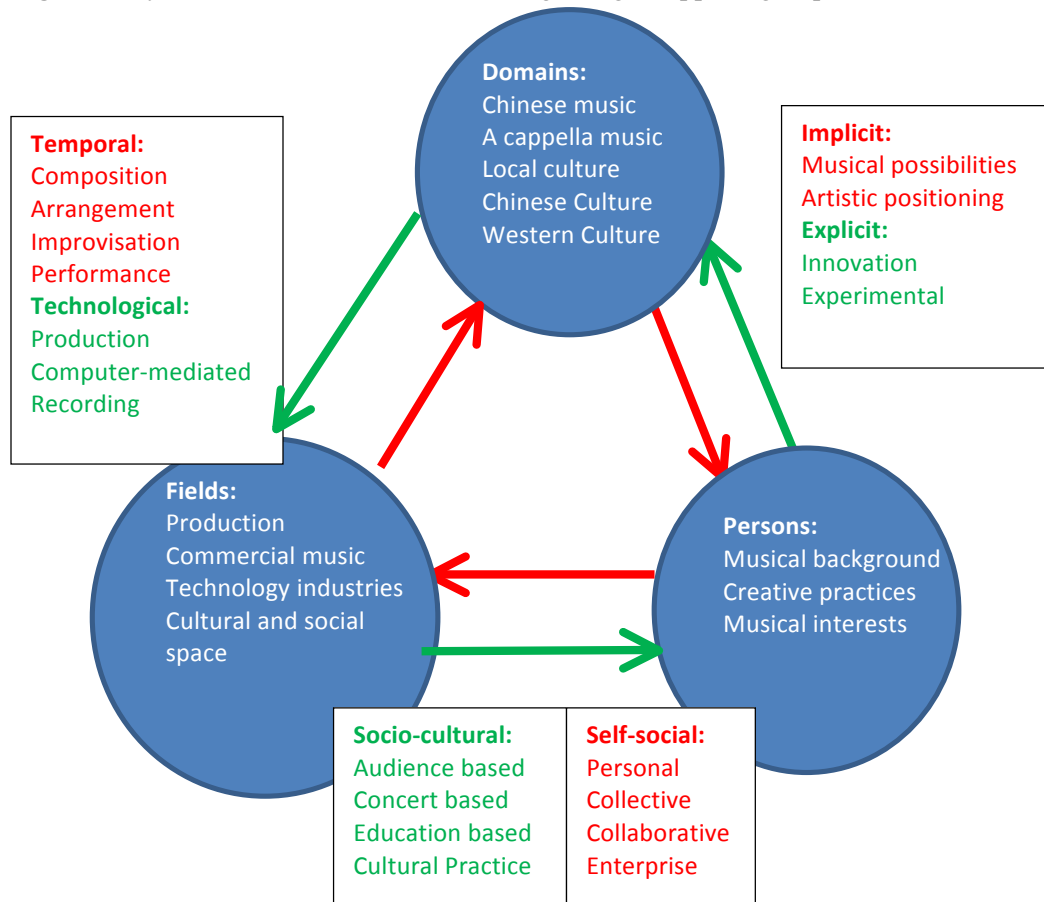 Domains:
Chinese music
A cappella music
Local culture
Chinese Culture
Western Culture
Temporal:
Composition
Arrangement
Improvisation
Performance
Technological:
Production
Computer-mediated
Recording
Implicit:
Musical possibilities
Artistic positioning
Explicit:
Innovation
Experimental
Fields:
Production
Commercial music
Technology industries
Cultural and social
space
Persons:
Musical background
Creative practices
Musical interests
Socio-cultural:
Audience based
Concert based
Education based
Cultural Practice
Self-social:
Personal
Collective
Collaborative
Enterprise